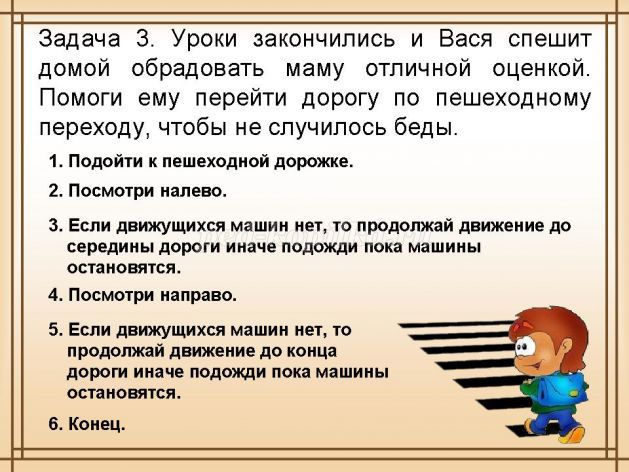 Задача 3. Уроки закончились и Вася спешит
домой обрадовать маму отличной оценкой.
Помоги ему перейти дорогу по пешеходному
переходу, чтобы не случилось беды.
1. Подойти к пешеходной дорожке.
2. Посмотри налево.
3. Если движущихся машин нет, то продолжай движение до
середины дороги иначе подожди пока машины
остановятся.
4. Посмотри направо.
5. Если движущихся машин нет, то
продолжай движение до конца
дороги иначе подожди пока машины
остановятся.
6. Конец.